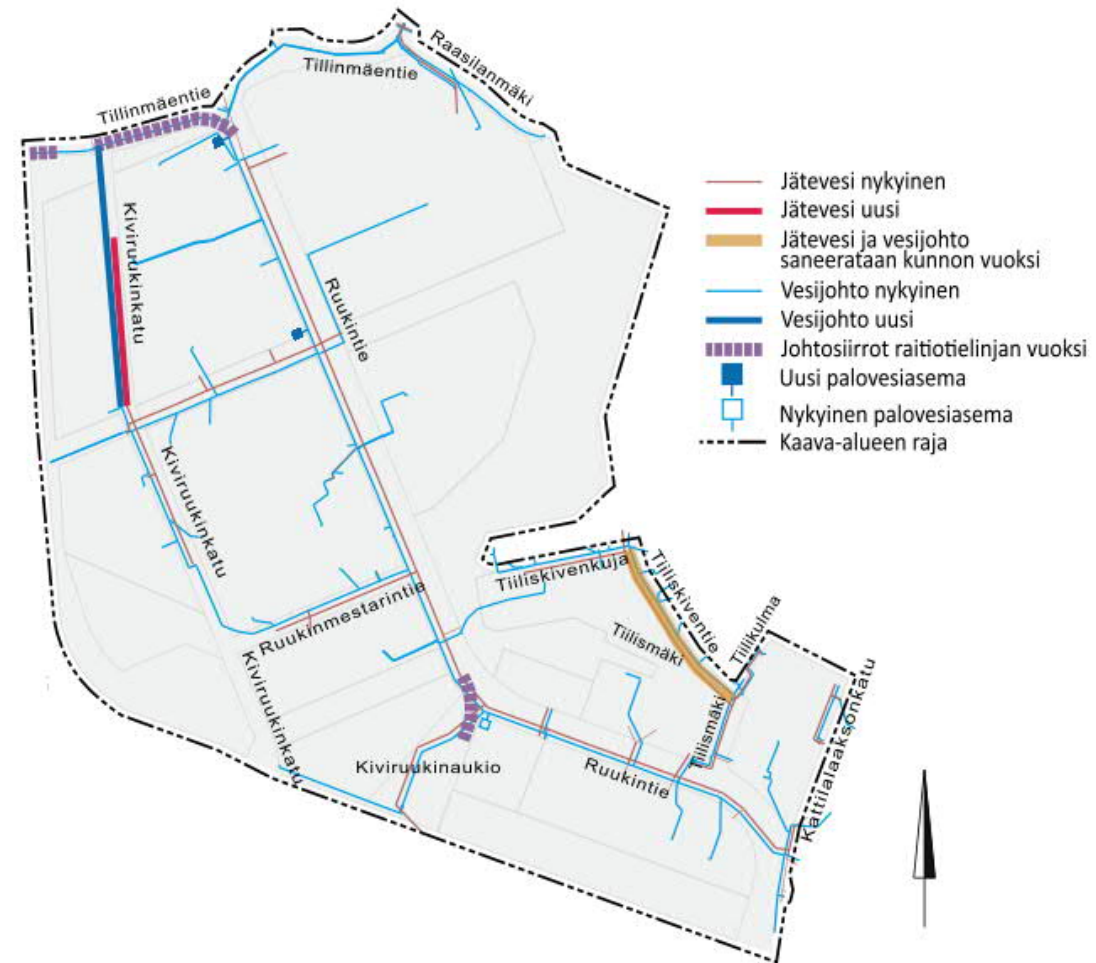 Tillinmäentie
Raasilanmäki
Tillinmäentie
Kiviruukinkatu
Ruukintie
Kiviruukinkatu
Ruukinmestarintie
Kiviruukinkatu
Tiiliskivenkuja
Tiiliskiventie
Tiilismäki
Tiilikulma
Tiilismäki
Kattilalaaksonkatu
Kiviruukinaukio
Ruukintie
Jätevesi nykyinen
Jätevesi uusi
Jätevesi ja vesijohto
saneerataan kunnon vuoksi
Vesijohto nykyinen
Vesijohto uusi
Johtosiirrot raitiotielinjan vuoksi
Uusi palovesiasema
Nykyinen palovesiasema
Kaava-alueen raja